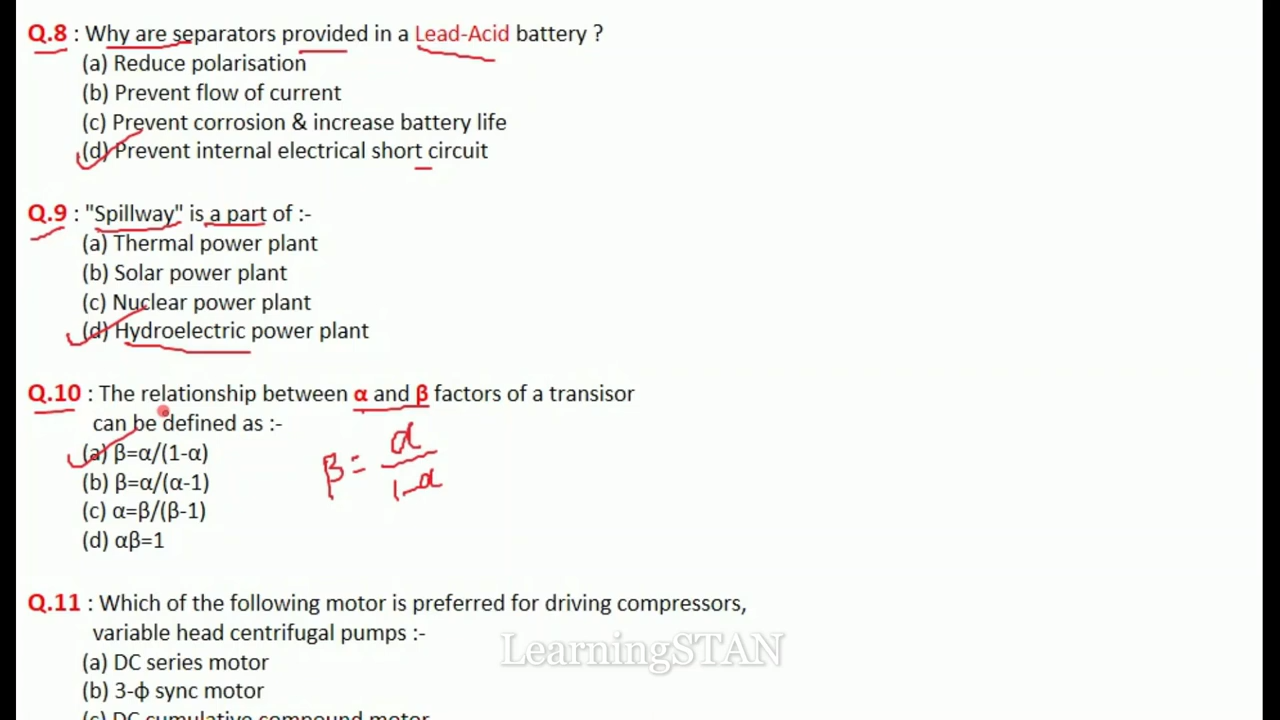 Q.8 : Why are separators provided in a Lead-Acid battery ?
(a) Reduce polarisation
(b) Prevent flow of current
(c) Prevent corrosion & increase battery life
(d) Prevent internal electrical short circuit
Q.9 : "Spillway" is a part of :-
(a) Thermal power plant
(b) Solar power plant
(c) Nuclear power plant
(d) Hydroelectric power plant
Q.10 : The relationship between α and β factors of a transisor
can be defined as :-
(a) β=α/(1-α)
(b) β=α/(α-1)
(c) α=β/(β-1)
(d) αβ=1
β = α
1-α
Q.11 : Which of the following motor is preferred for driving compressors,
variable head centrifugal pumps :-
LearningSTAN
(a) DC series motor
(b) 3-ϕ sync motor
(c) DC cumulative compound motor